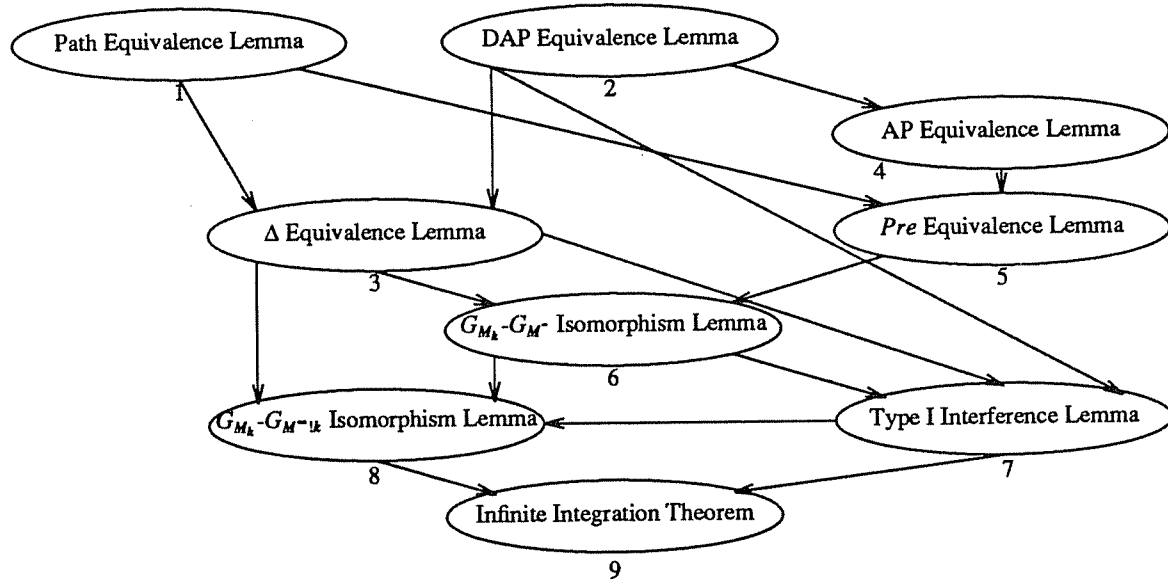 Path Equivalence Lemma
1
DAP Equivalence Lemma
2
AP Equivalence Lemma
4
Δ Equivalence Lemma
3
Pre Equivalence Lemma
5
G_{M_k}-G_{M^∞} Isomorphism Lemma
6
G_{M_k}-G_{M^∞!k} Isomorphism Lemma
8
Type I Interference Lemma
7
Infinite Integration Theorem
9